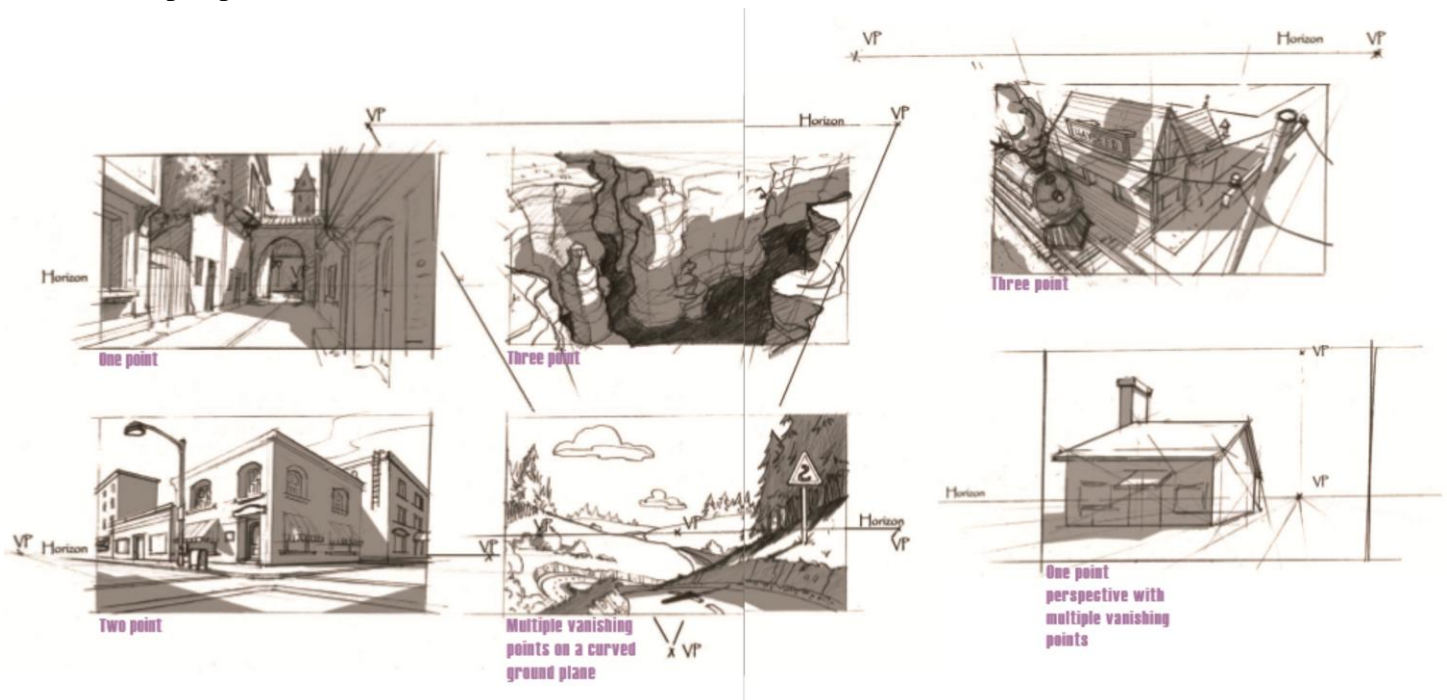 VP
Horizon
VP
VP
Horizon
VP
Horizon
V
One point
Three point
Three point
VP
Horizon
VP
VP
VP
Horizon
VP
VP
Horizon
VP
Two point
Multiple vanishing
points on a curved
ground plane
VP
One point
perspective with
multiple vanishing
points